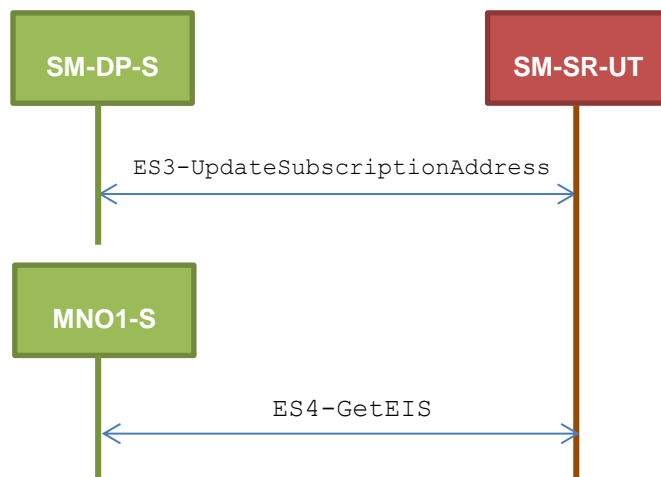 SM-DP-S
SM-SR-UT
ES3-UpdateSubscriptionAddress
MNO1-S
ES4-GetEIS